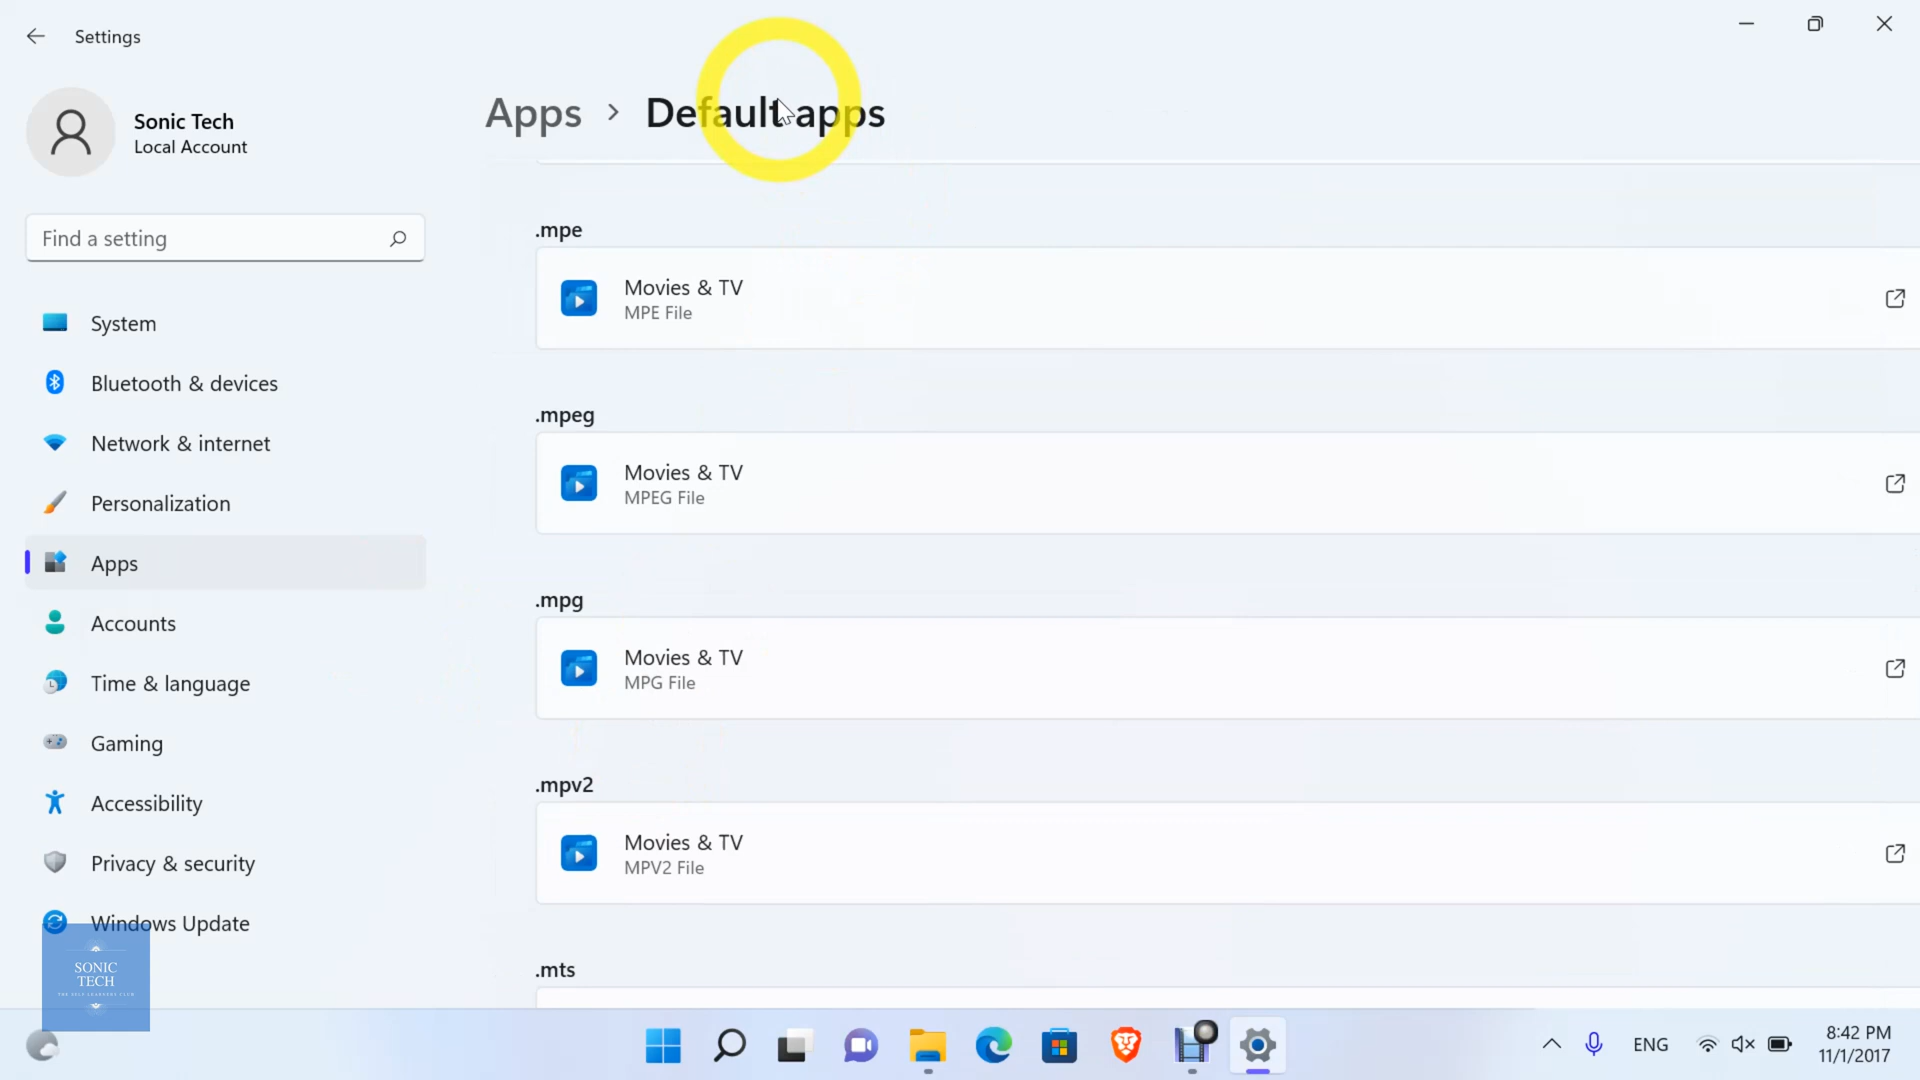 Settings
Sonic Tech
Local Account
Find a setting
System
Bluetooth & devices
Network & internet
Personalization
Apps
Accounts
Time & language
Gaming
Accessibility
Privacy & security
Windows Update
SONIC
TECH
Apps > Default apps
.mpe
Movies & TV
MPE File
.mpeg
Movies & TV
MPEG File
.mpg
Movies & TV
MPG File
.mpv2
Movies & TV
MPV2 File
.mts
ENG
8:42 PM
11/1/2017